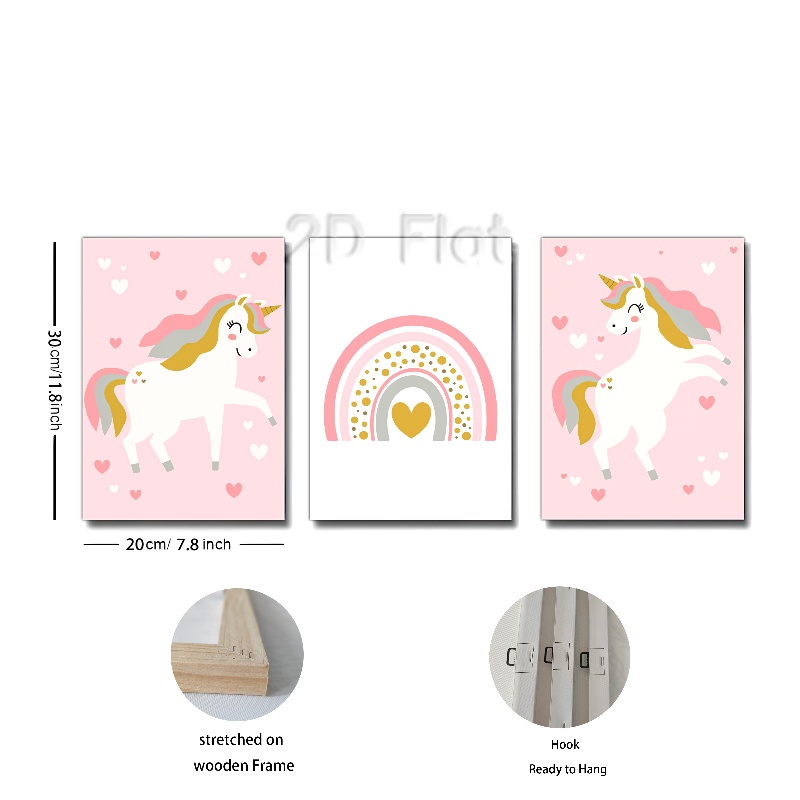 2D Flat
30cm/11.8inch
20cm/ 7.8 inch
stretched on
wooden Frame
Hook
Ready to Hang